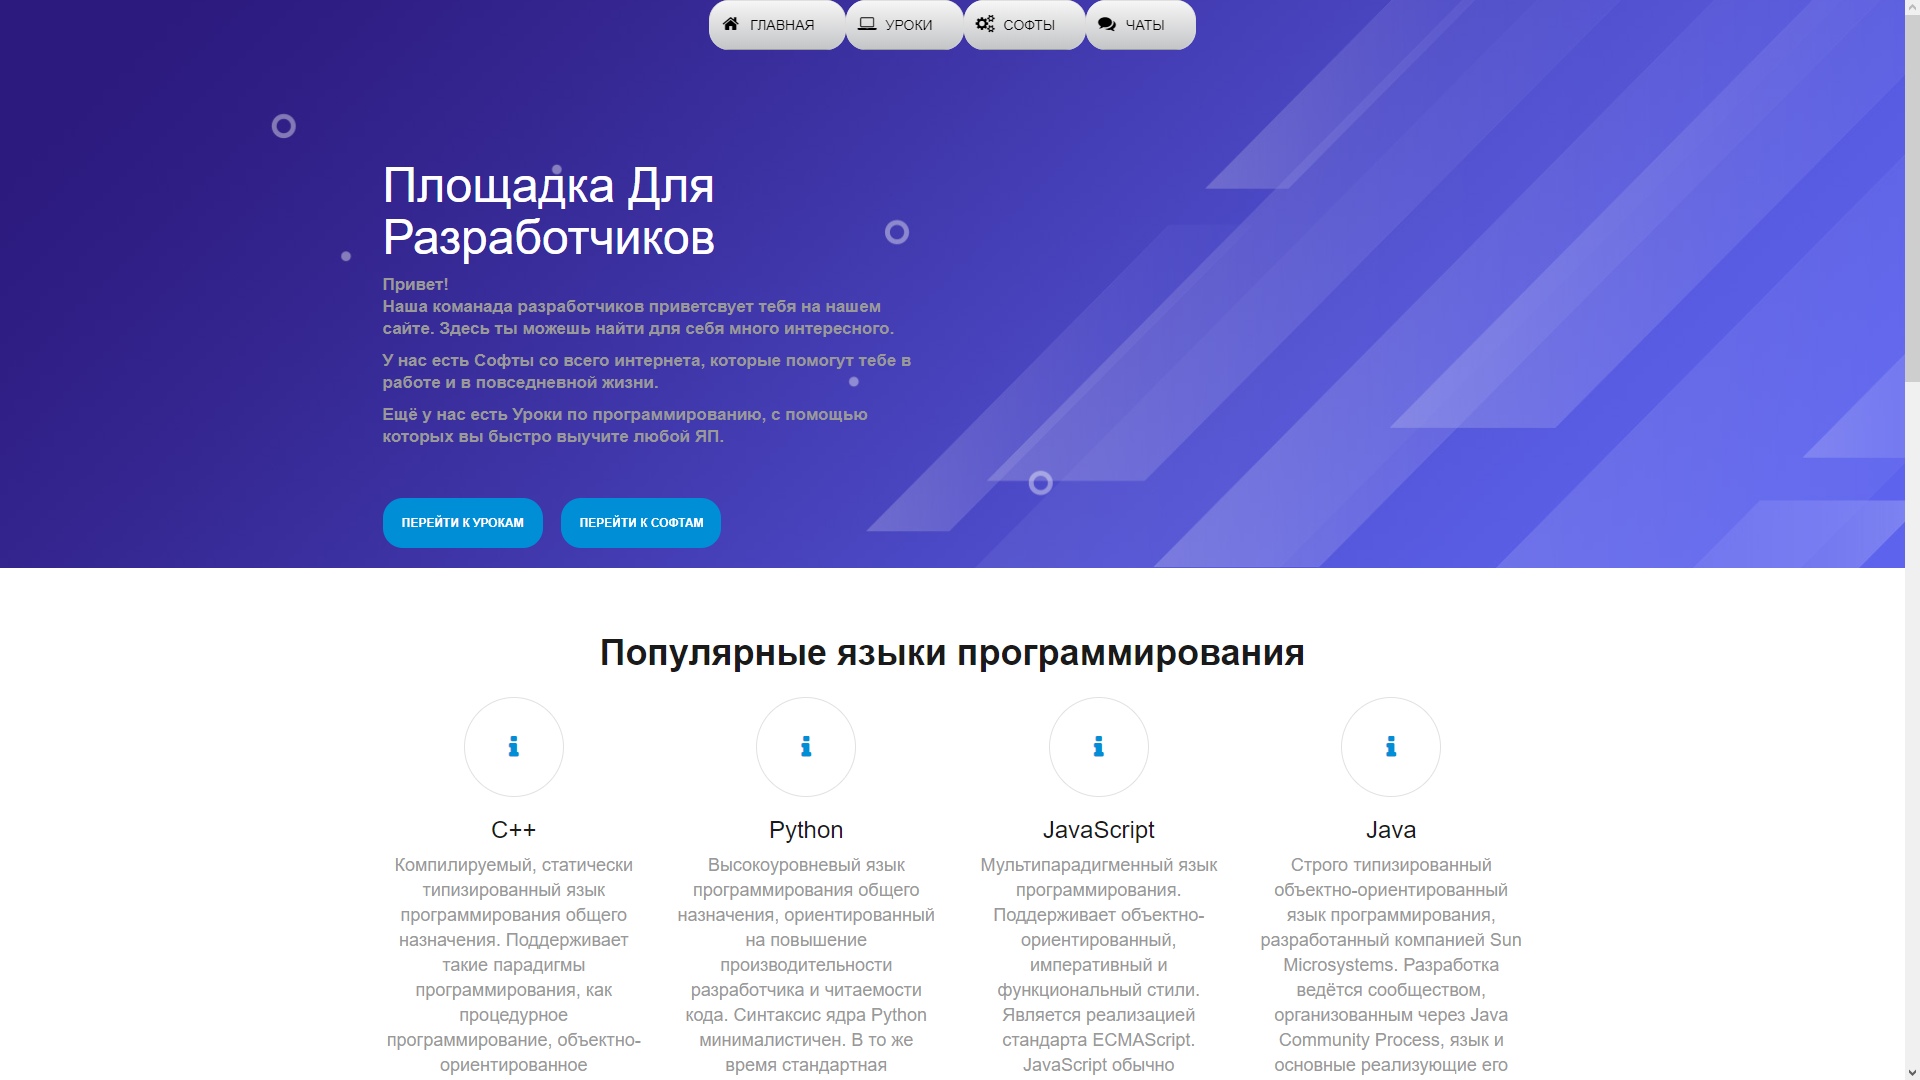 ГЛАВНАЯ
УРОКИ
СОФТЫ
ЧАТЫ
Площадка Для
Разработчиков
Привет!
Наша команада разработчиков приветсвует тебя на нашем
сайте. Здесь ты можешь найти для себя много интересного.
У нас есть Софты со всего интернета, которые помогут тебе в
работе и в повседневной жизни.
Ещё у нас есть Уроки по программированию, с помощью
которых вы быстро выучите любой ЯП.
ПЕРЕЙТИ К УРОКАМ
ПЕРЕЙТИ К СОФТАМ
Популярные языки программирования
C++
Компилируемый, статически
типизированный язык
программирования общего
назначения. Поддерживает
такие парадигмы
программирования, как
процедурное
программирование, объектно-
ориентированное
Python
Высокоуровневый язык
программирования общего
назначения, ориентированный
на повышение
производительности
разработчика и читаемости
кода. Синтаксис ядра Python
минималистичен. В то же
время стандартная
JavaScript
Мультипарадигменный язык
программирования.
Поддерживает объектно-
ориентированный,
императивный и
функциональный стили.
Является реализацией
стандарта ECMAScript.
JavaScript обычно
Java
Строго типизированный
объектно-ориентированный
язык программирования,
разработанный компанией Sun
Microsystems. Разработка
ведётся сообществом,
организованным через Java
Community Process, язык и
основные реализующие его